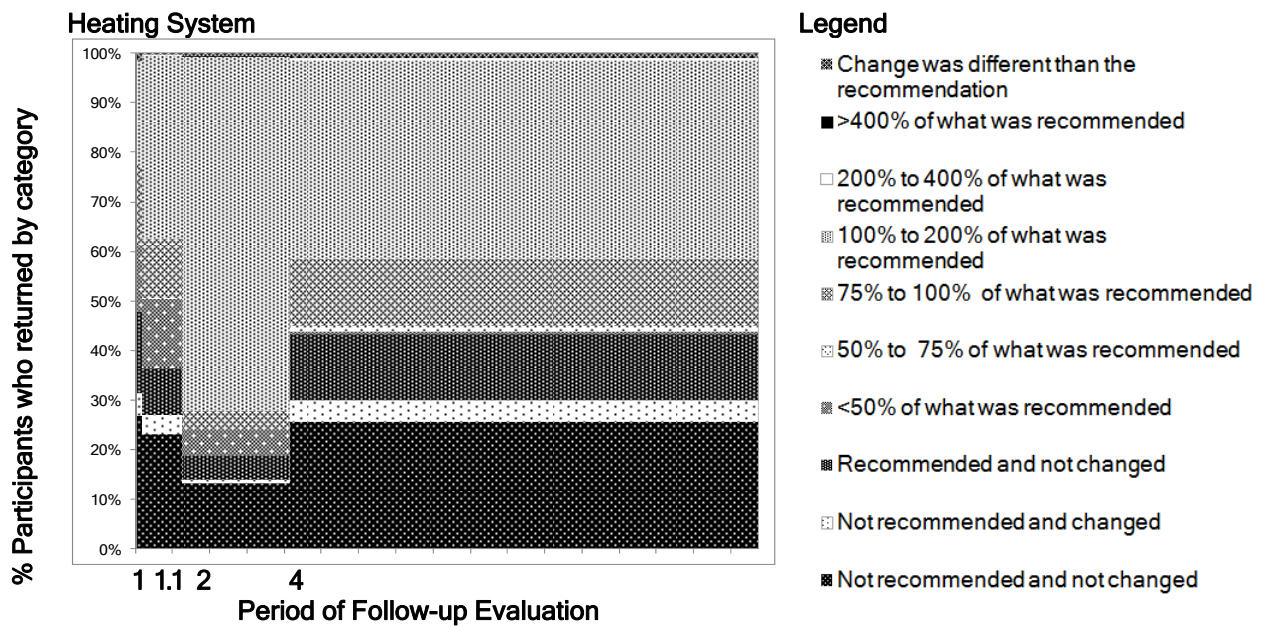 Heating System
% Participants who returned by category
100%
90%
80%
70%
60%
50%
40%
30%
20%
10%
0%
1 1.1 2 4
Period of Follow-up Evaluation
Legend
Change was different than the
recommendation
>400% of what was recommended
200% to 400% of what was
recommended
100% to 200% of what was
recommended
75% to 100% of what was recommended
50% to 75% of what was recommended
<50% of what was recommended
Recommended and not changed
Not recommended and changed
Not recommended and not changed